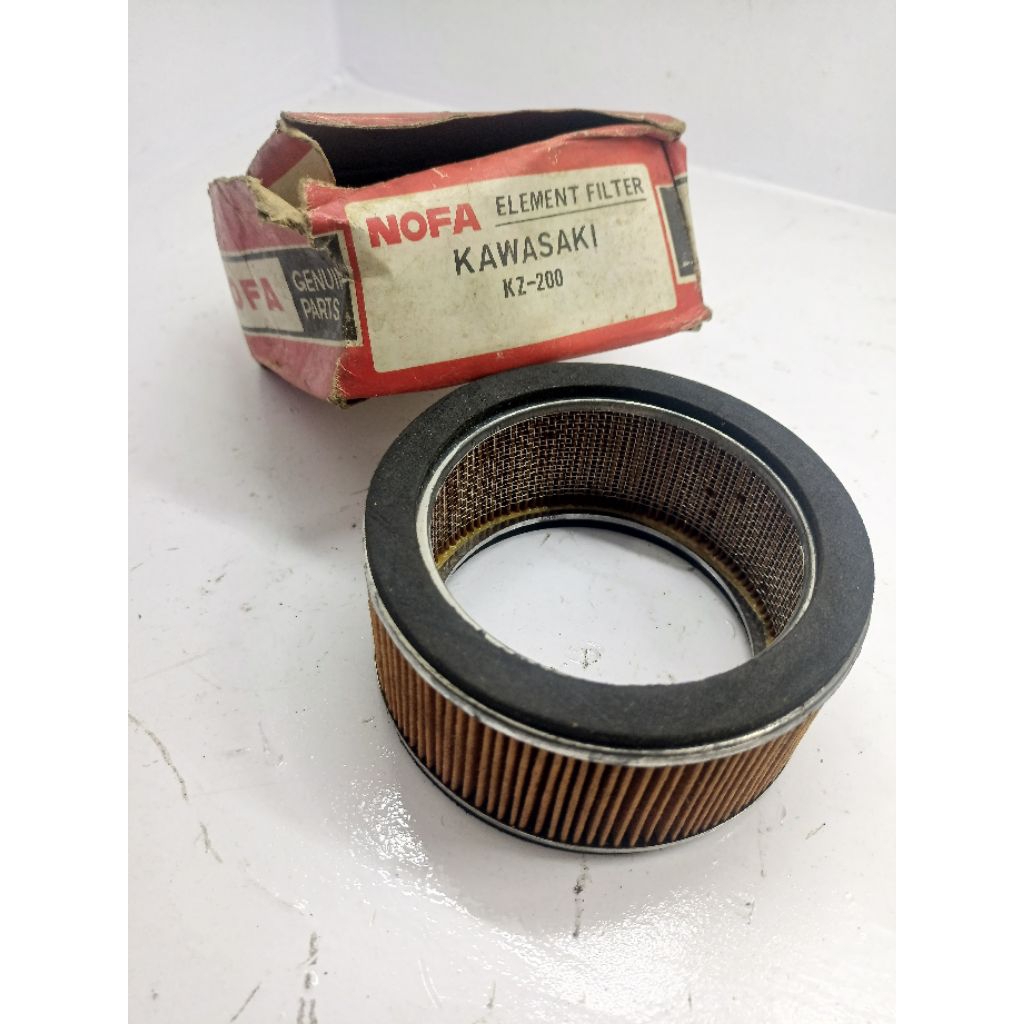 NOFA ELEMENT FILTER
KAWASAKI
KZ-200
GENUI
PARTS